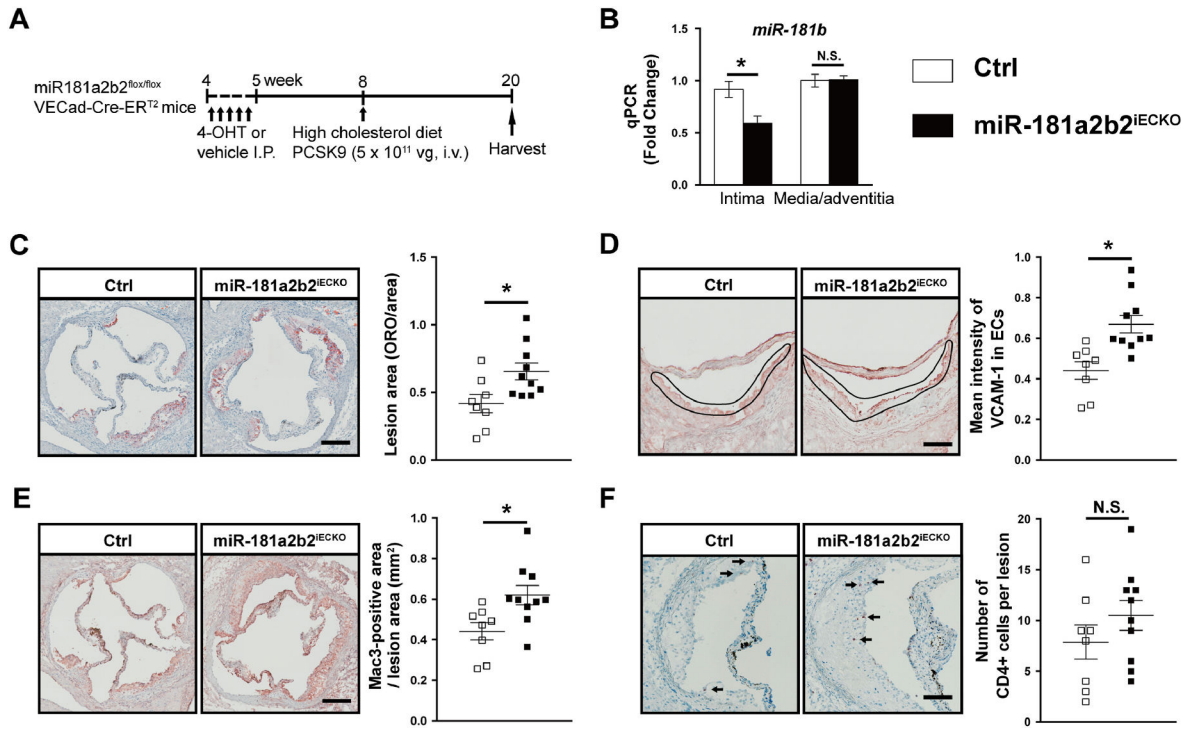 A
miR181a2b2flox/flox
VECad-Cre-ERT2 mice
4
5 week
8
20
4-OHT or
vehicle I.P.
High cholesterol diet
PCSK9 (5 x 10¹¹ vg, i.v.)
Harvest
B
miR-181b
qPCR
(Fold Change)
1.5
1.0
0.5
0.0
*
N.S.
Intima
Media/adventitia
Ctrl
miR-181a2b2iECKO
C
Ctrl
miR-181a2b2iECKO
Lesion area (ORO/area)
1.5
1.0
0.5
0.0
*
D
Ctrl
miR-181a2b2iECKO
Mean intensity of
VCAM-1 in ECs
1.0
0.8
0.6
0.4
0.2
0.0
*
E
Ctrl
miR-181a2b2iECKO
Mac3-positive area
/ lesion area (mm²)
1.0
0.8
0.6
0.4
0.2
0.0
*
F
Ctrl
miR-181a2b2iECKO
Number of
CD4+ cells per lesion
20
15
10
5
0
N.S.